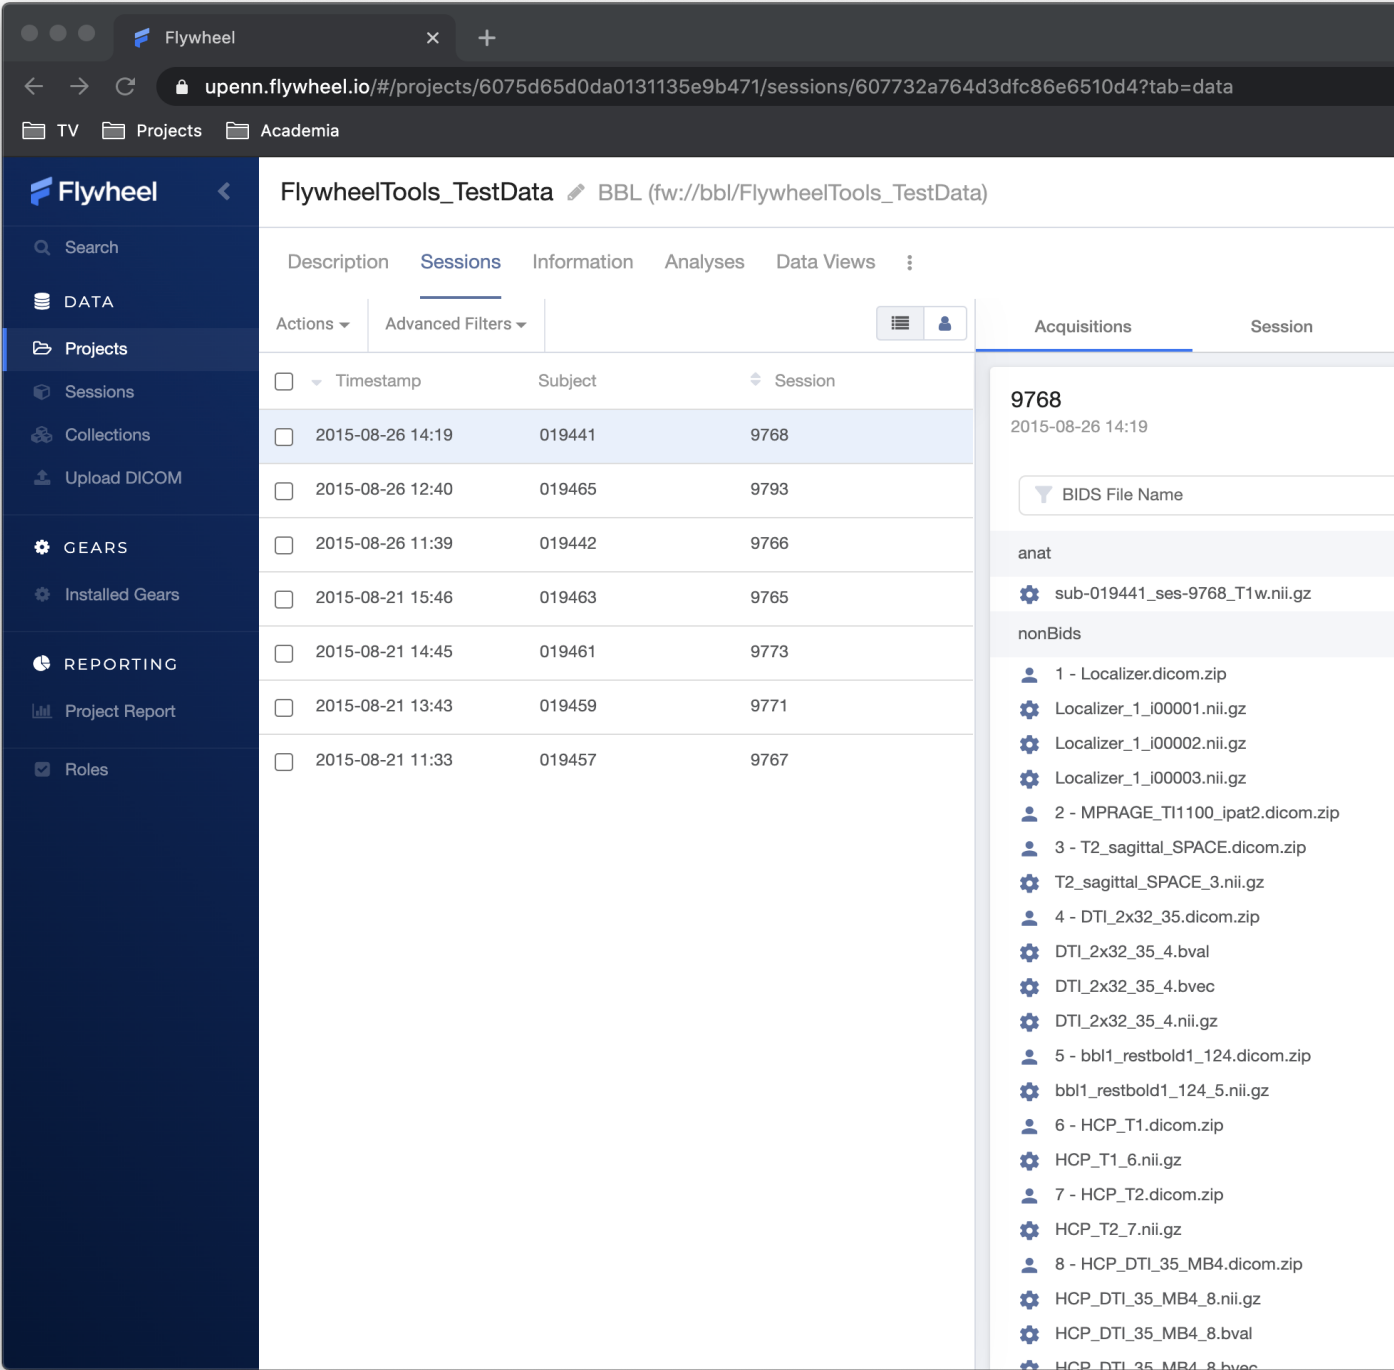 Flywheel
upenn.flywheel.io/#/projects/6075d65d0da0131135e9b471/sessions/607732a764d3dfc86e6510d4?tab=data
TV Projects Academia
Flywheel
Search
DATA
Projects
Sessions
Collections
Upload DICOM
GEARS
Installed Gears
REPORTING
Project Report
Roles
FlywheelTools_TestData BBL (fw://bbl/FlywheelTools_TestData)
Description Sessions Information Analyses Data Views
Actions Advanced Filters
Timestamp Subject Session
2015-08-26 14:19 019441 9768
2015-08-26 12:40 019465 9793
2015-08-26 11:39 019442 9766
2015-08-21 15:46 019463 9765
2015-08-21 14:45 019461 9773
2015-08-21 13:43 019459 9771
2015-08-21 11:33 019457 9767
Acquisitions Session
9768
2015-08-26 14:19
BIDS File Name
anat
sub-019441_ses-9768_T1w.nii.gz
nonBids
1 - Localizer.dicom.zip
Localizer_1_i00001.nii.gz
Localizer_1_i00002.nii.gz
Localizer_1_i00003.nii.gz
2 - MPRAGE_TI1100_ipat2.dicom.zip
3 - T2_sagittal_SPACE.dicom.zip
T2_sagittal_SPACE_3.nii.gz
4 - DTI_2x32_35.dicom.zip
DTI_2x32_35_4.bval
DTI_2x32_35_4.bvec
DTI_2x32_35_4.nii.gz
5 - bbl1_restbold1_124.dicom.zip
bbl1_restbold1_124_5.nii.gz
6 - HCP_T1.dicom.zip
HCP_T1_6.nii.gz
7 - HCP_T2.dicom.zip
HCP_T2_7.nii.gz
8 - HCP_DTI_35_MB4.dicom.zip
HCP_DTI_35_MB4_8.nii.gz
HCP_DTI_35_MB4_8.bval
HCP_DTI_35_MB4_8.bvec